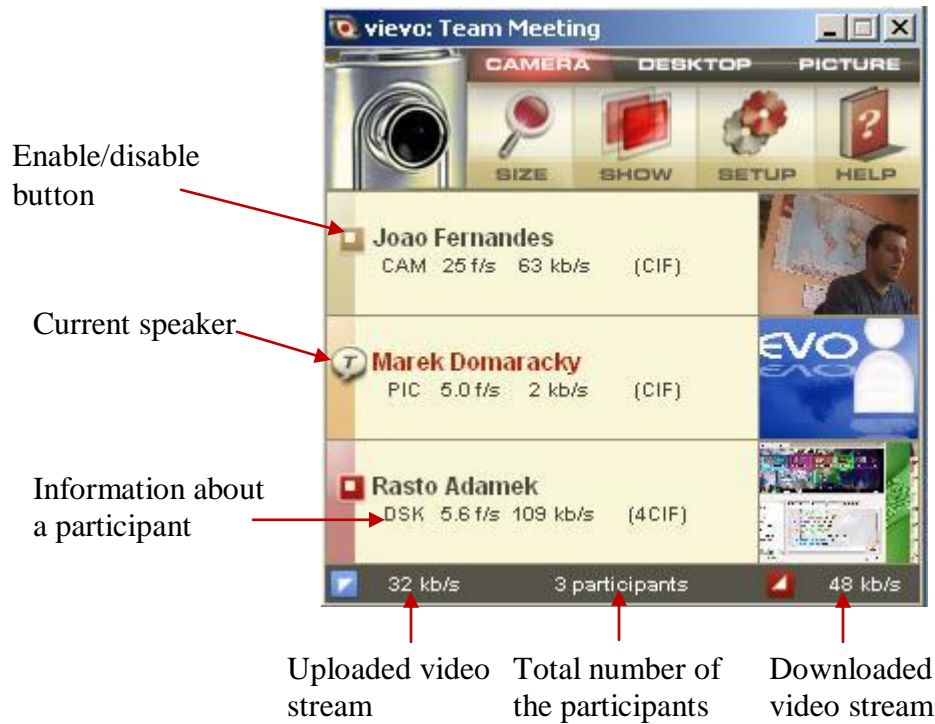 vievo: Team Meeting
CAMERA DESKTOP PICTURE
SIZE SHOW SETUP HELP
Enable/disable
button
Joao Fernandes
CAM 25 f/s 63 kb/s (CIF)
Current speaker
T
Marek Domaracky
PIC 5.0 f/s 2 kb/s (CIF)
EVO
Information about
a participant
Rasto Adamek
DSK 5.6 f/s 109 kb/s (4CIF)
32 kb/s 3 participants 48 kb/s
Uploaded video
stream
Total number of
the participants
Downloaded
video stream